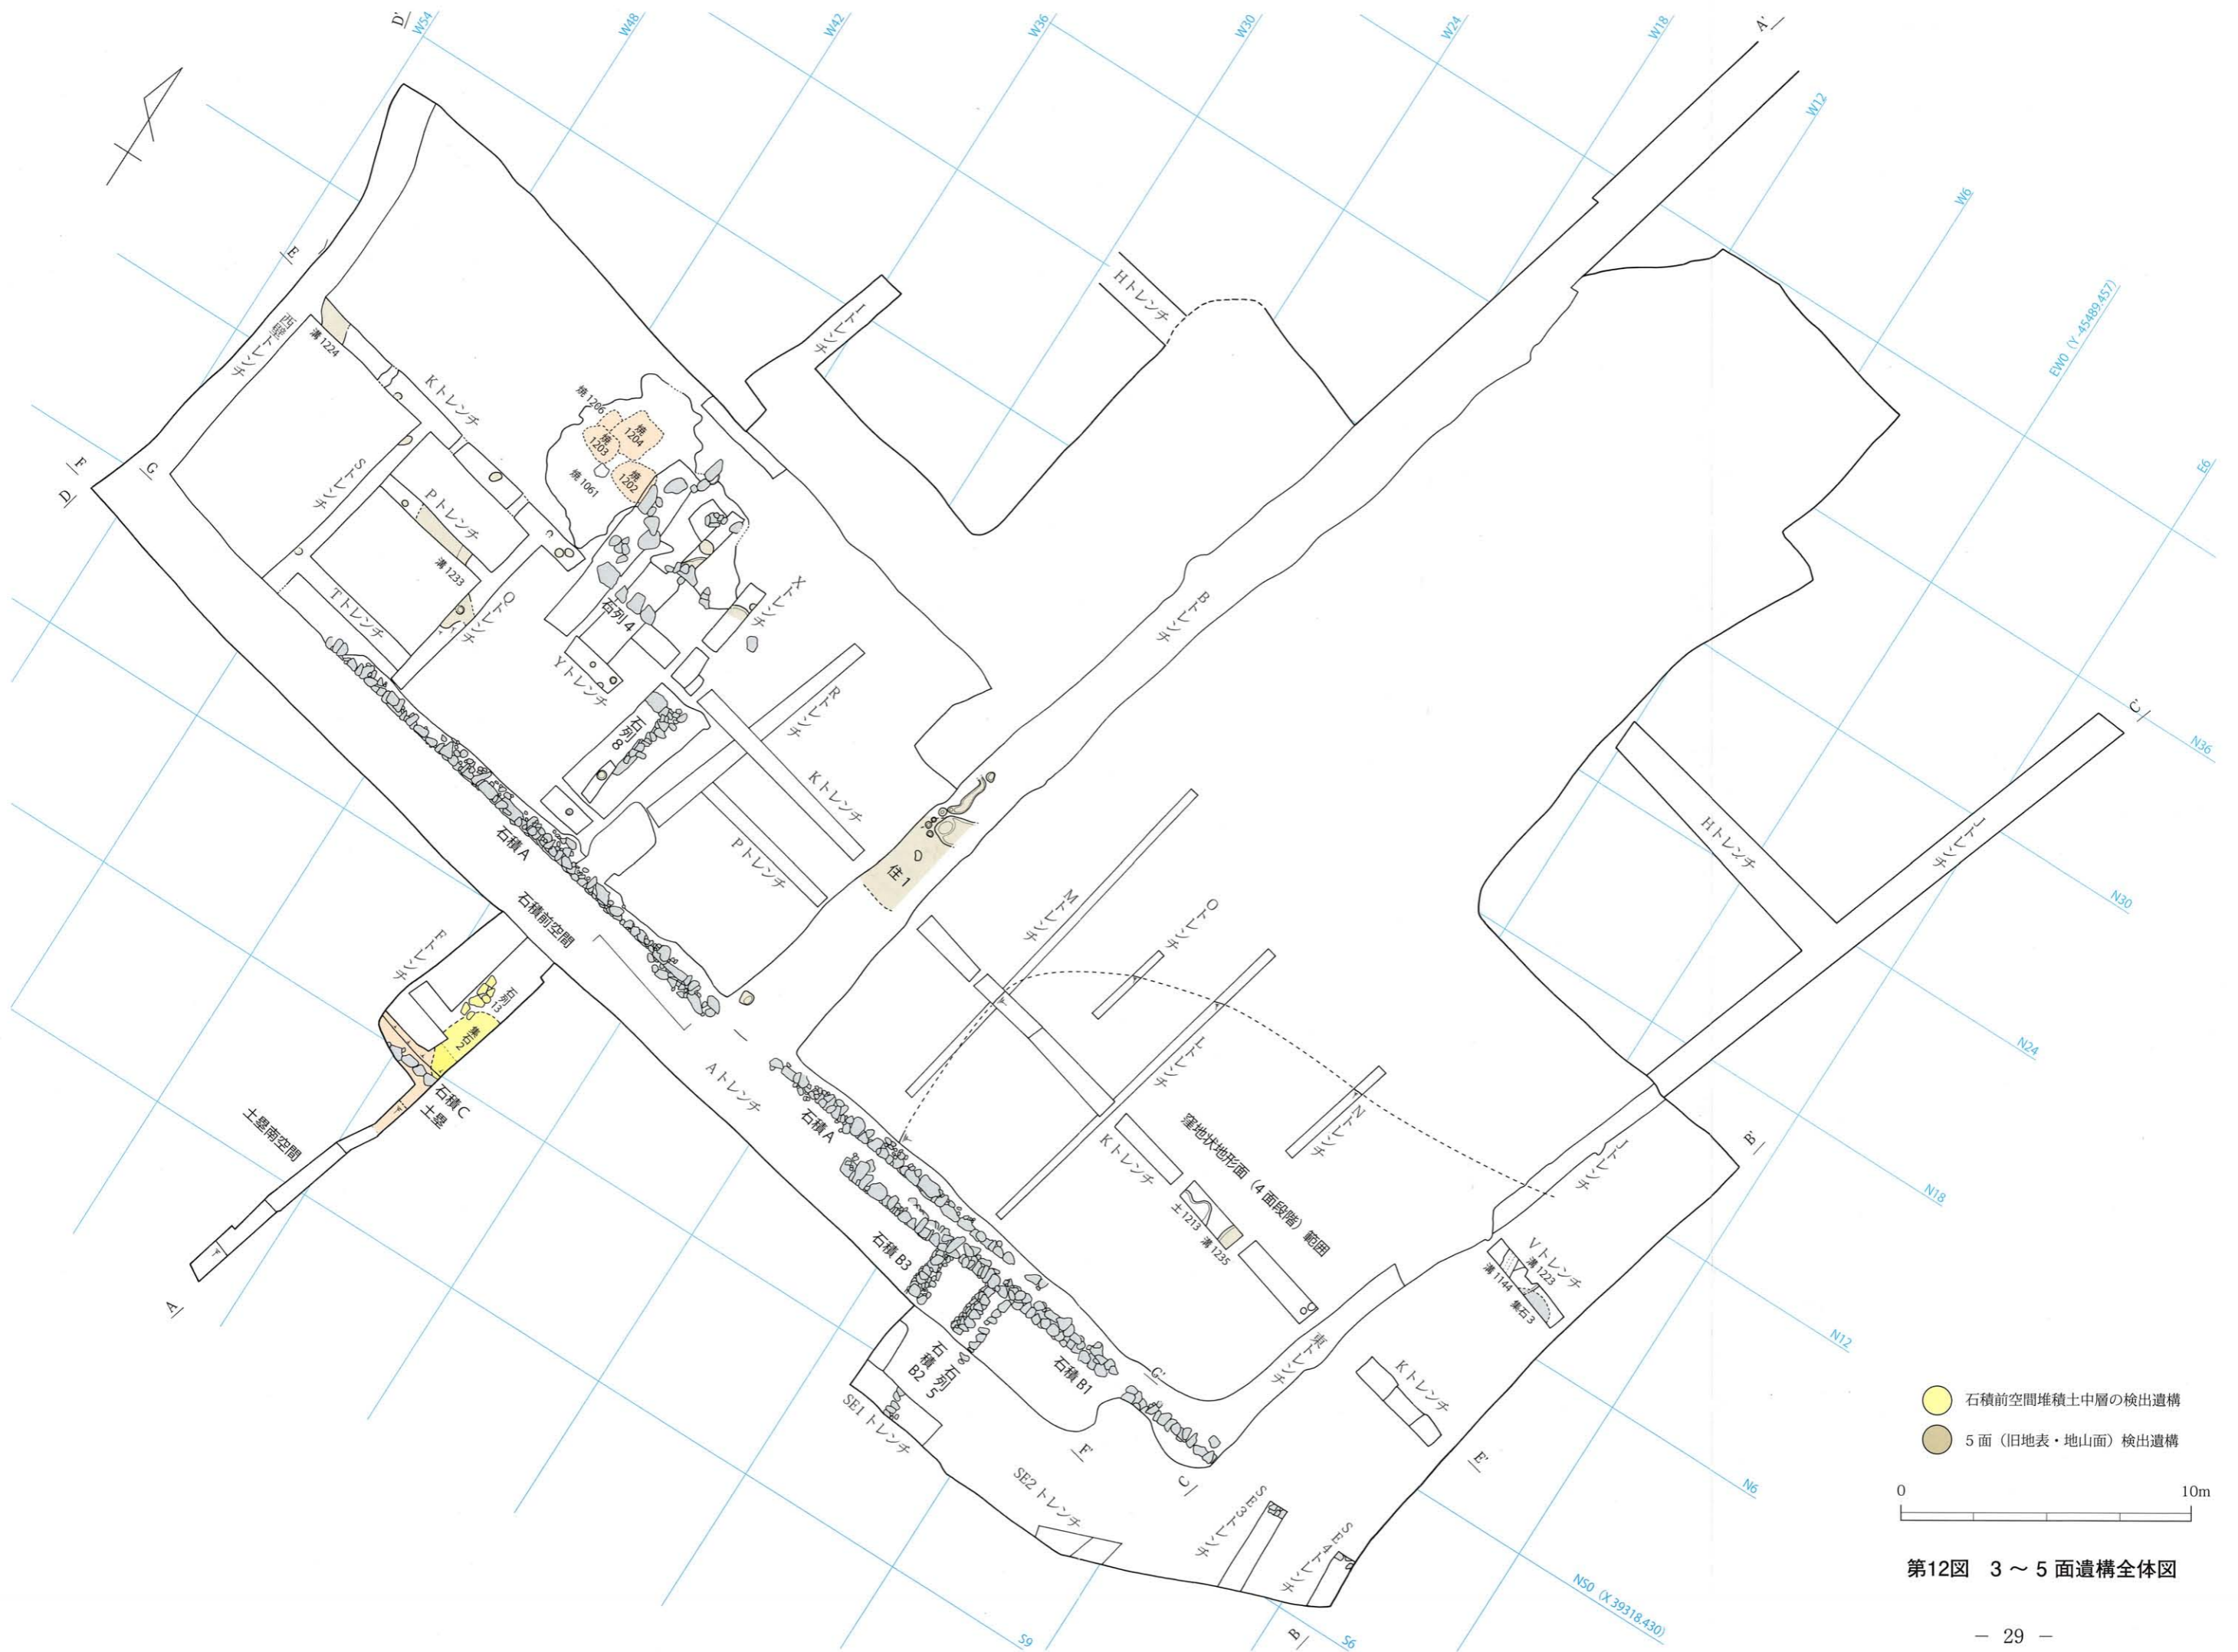 D'
W54
W48
W42
W36
W30
W24
W18
A'
W12
W6
EW0（Y -45489.457）
E6
E
Hトレンチ
Iトレンチ
西壁トレンチ
溝1224
Kトレンチ
焼1206
焼1204
焼1203
焼1202
焼1061
F
G
D
Sトレンチ
Pトレンチ
溝1233
Qトレンチ
Tトレンチ
石列4
Xトレンチ
Yトレンチ
Bトレンチ
Rトレンチ
石列8
Kトレンチ
Pトレンチ
石積A
住1
C'
N36
Hトレンチ
Jトレンチ
N30
石積前空間
Mトレンチ
Oトレンチ
Fトレンチ
石列13
集石2
石積C
土塁
土塁南空間
Aトレンチ
石積A
Lトレンチ
Nトレンチ
N24
Kトレンチ
窪地状地形面（4面段階）範囲
土1213
溝1235
Jトレンチ
B'
N18
Vトレンチ
溝1223
溝1144
集石3
A
石積B3
石積B2
石列5
石積B1
G'
東トレンチ
N12
Kトレンチ
SE1トレンチ
F'
C
E'
SE2トレンチ
SE3トレンチ
SE4トレンチ
N6
N50（X 39318.430）
B
S6
S9
石積前空間堆積土中層の検出遺構
5面（旧地表・地山面）検出遺構
0 10m
第12図　3～5面遺構全体図
― 29 ―